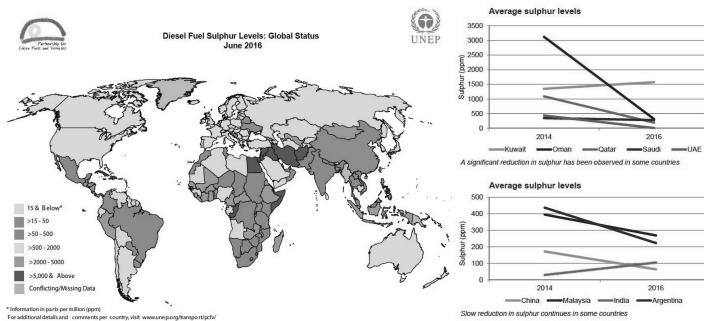 Partnership for
Clean Fuels and Vehicles
Diesel Fuel Sulphur Levels: Global Status
June 2016
UNEP
15 & Below*
>15 - 50
>50 - 500
>500 - 2000
>2000 - 5000
>5,000 & Above
Conflicting/Missing Data
* Information in parts per million (ppm)
For additional details and comments per country, visit www.unep.org/transport/pcfv/
Average sulphur levels
Sulphur (ppm)
3500
3000
2500
2000
1500
1000
500
0
2014
2016
Kuwait
Oman
Qatar
Saudi
UAE
A significant reduction in sulphur has been observed in some countries
Average sulphur levels
Sulphur (ppm)
500
400
300
200
100
0
2014
2016
China
Malaysia
India
Argentina
Slow reduction in sulphur continues in some countries